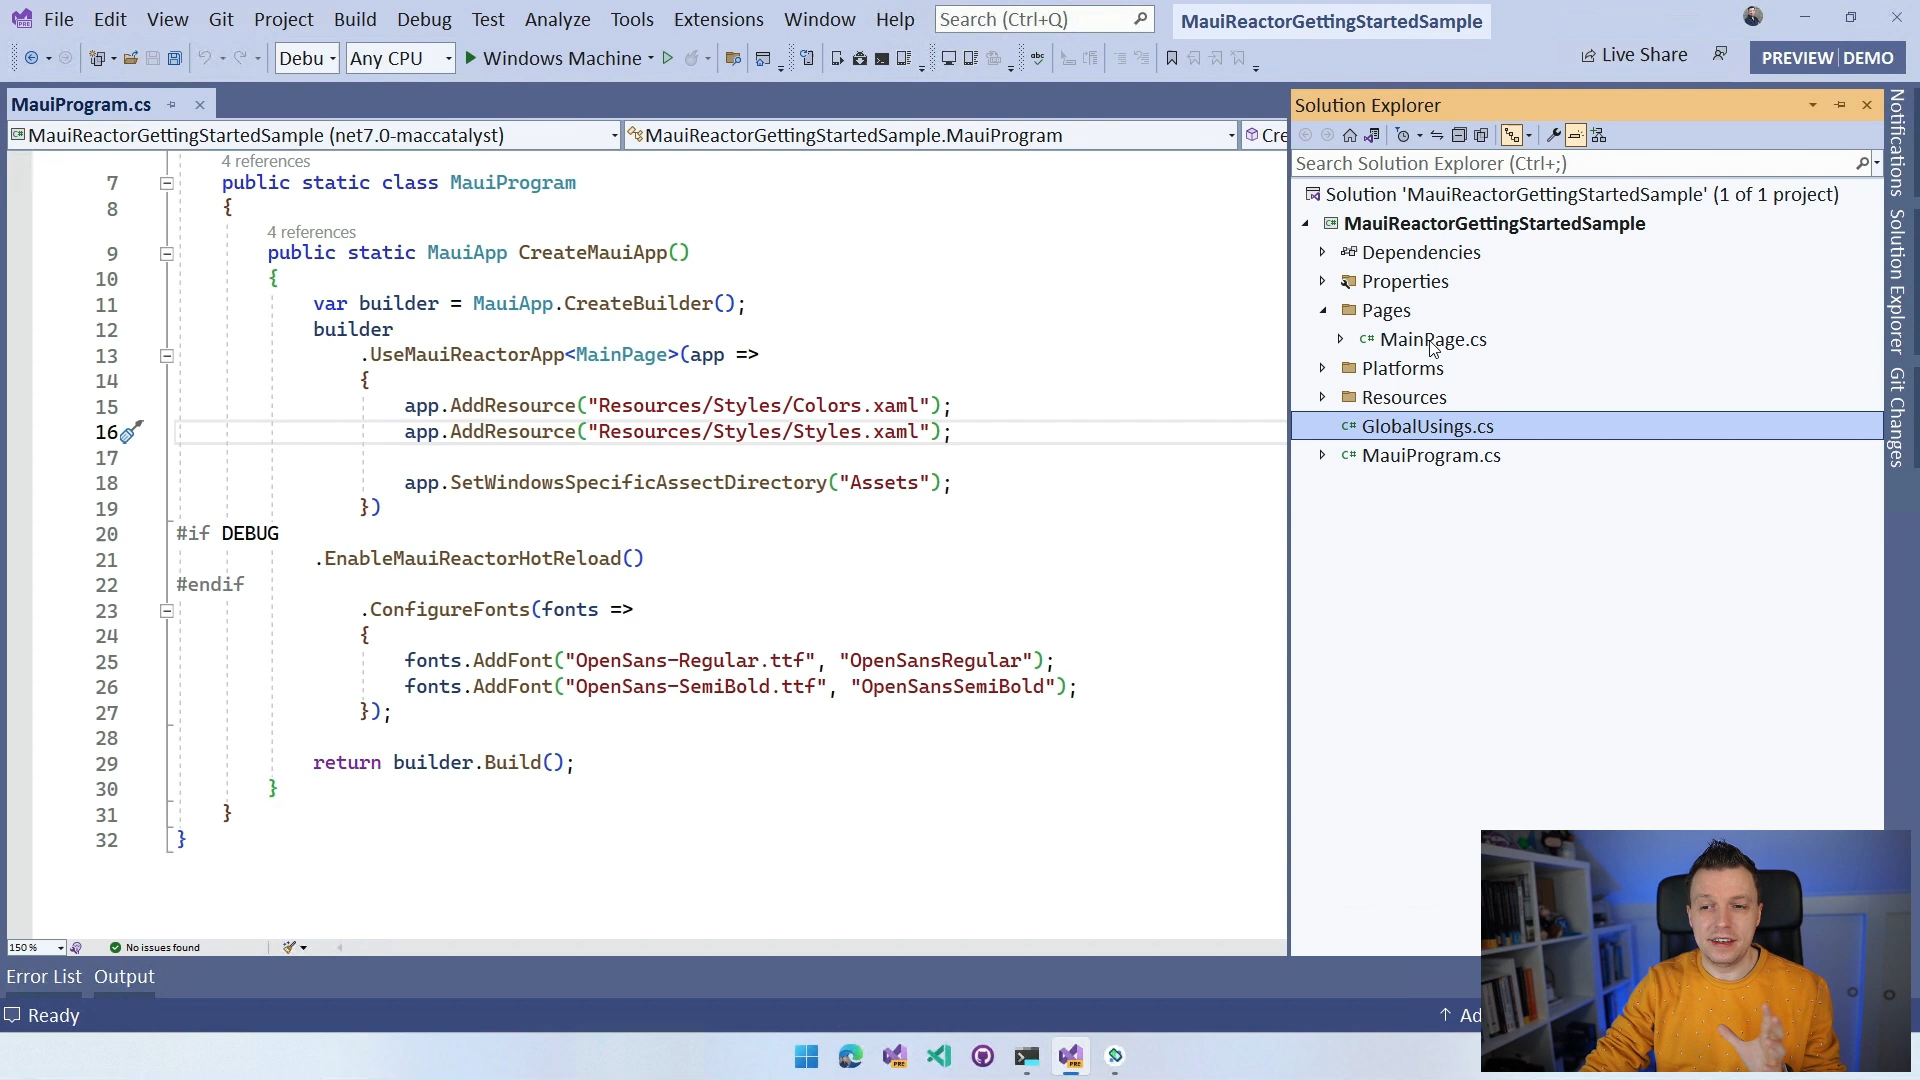 File Edit View Git Project Build Debug Test Analyze Tools Extensions Window Help Search (Ctrl+Q) MauiReactorGettingStartedSample
Debu Any CPU Windows Machine Live Share PREVIEW DEMO
MauiProgram.cs
MauiReactorGettingStartedSample (net7.0-maccatalyst) MauiReactorGettingStartedSample.MauiProgram Cre
4 references
7 public static class MauiProgram
8 {
4 references
9 public static MauiApp CreateMauiApp()
10 {
11 var builder = MauiApp.CreateBuilder();
12 builder
13 .UseMauiReactorApp<MainPage>(app =>
14 {
15 app.AddResource("Resources/Styles/Colors.xaml");
16 app.AddResource("Resources/Styles/Styles.xaml");
17
18 app.SetWindowsSpecificAssectDirectory("Assets");
19 })
20 #if DEBUG
21 .EnableMauiReactorHotReload()
22 #endif
23 .ConfigureFonts(fonts =>
24 {
25 fonts.AddFont("OpenSans-Regular.ttf", "OpenSansRegular");
26 fonts.AddFont("OpenSans-SemiBold.ttf", "OpenSansSemiBold");
27 });
28
29 return builder.Build();
30 }
31 }
32 }
150 % No issues found
Error List Output
Ready
Ad
Solution Explorer
Search Solution Explorer (Ctrl+;)
Solution 'MauiReactorGettingStartedSample' (1 of 1 project)
MauiReactorGettingStartedSample
Dependencies
Properties
Pages
MainPage.cs
Platforms
Resources
GlobalUsings.cs
MauiProgram.cs
Notifications
Solution Explorer
Git Changes